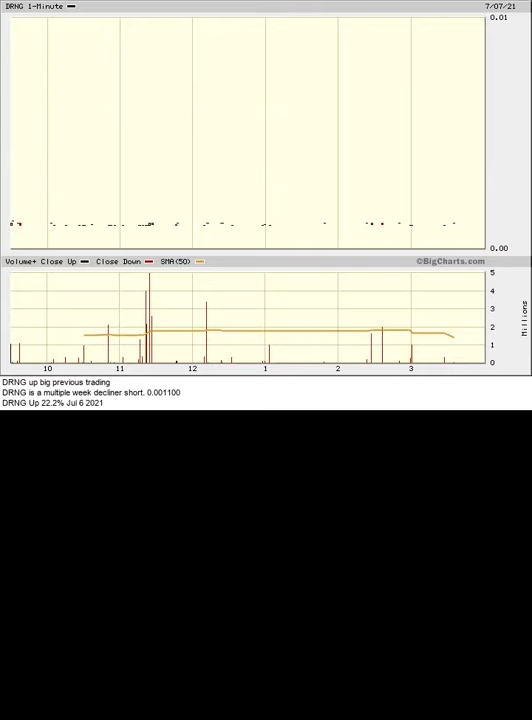 DRNG 1-Minute 7/07/21
0.01
0.00
Volume+ Close Up Close Down SMA(50) ©BigCharts.com
5
4
3
2
1
0
Millions
10 11 12 1 2 3
DRNG up big previous trading
DRNG is a multiple week decliner short. 0.001100
DRNG Up 22.2% Jul 6 2021